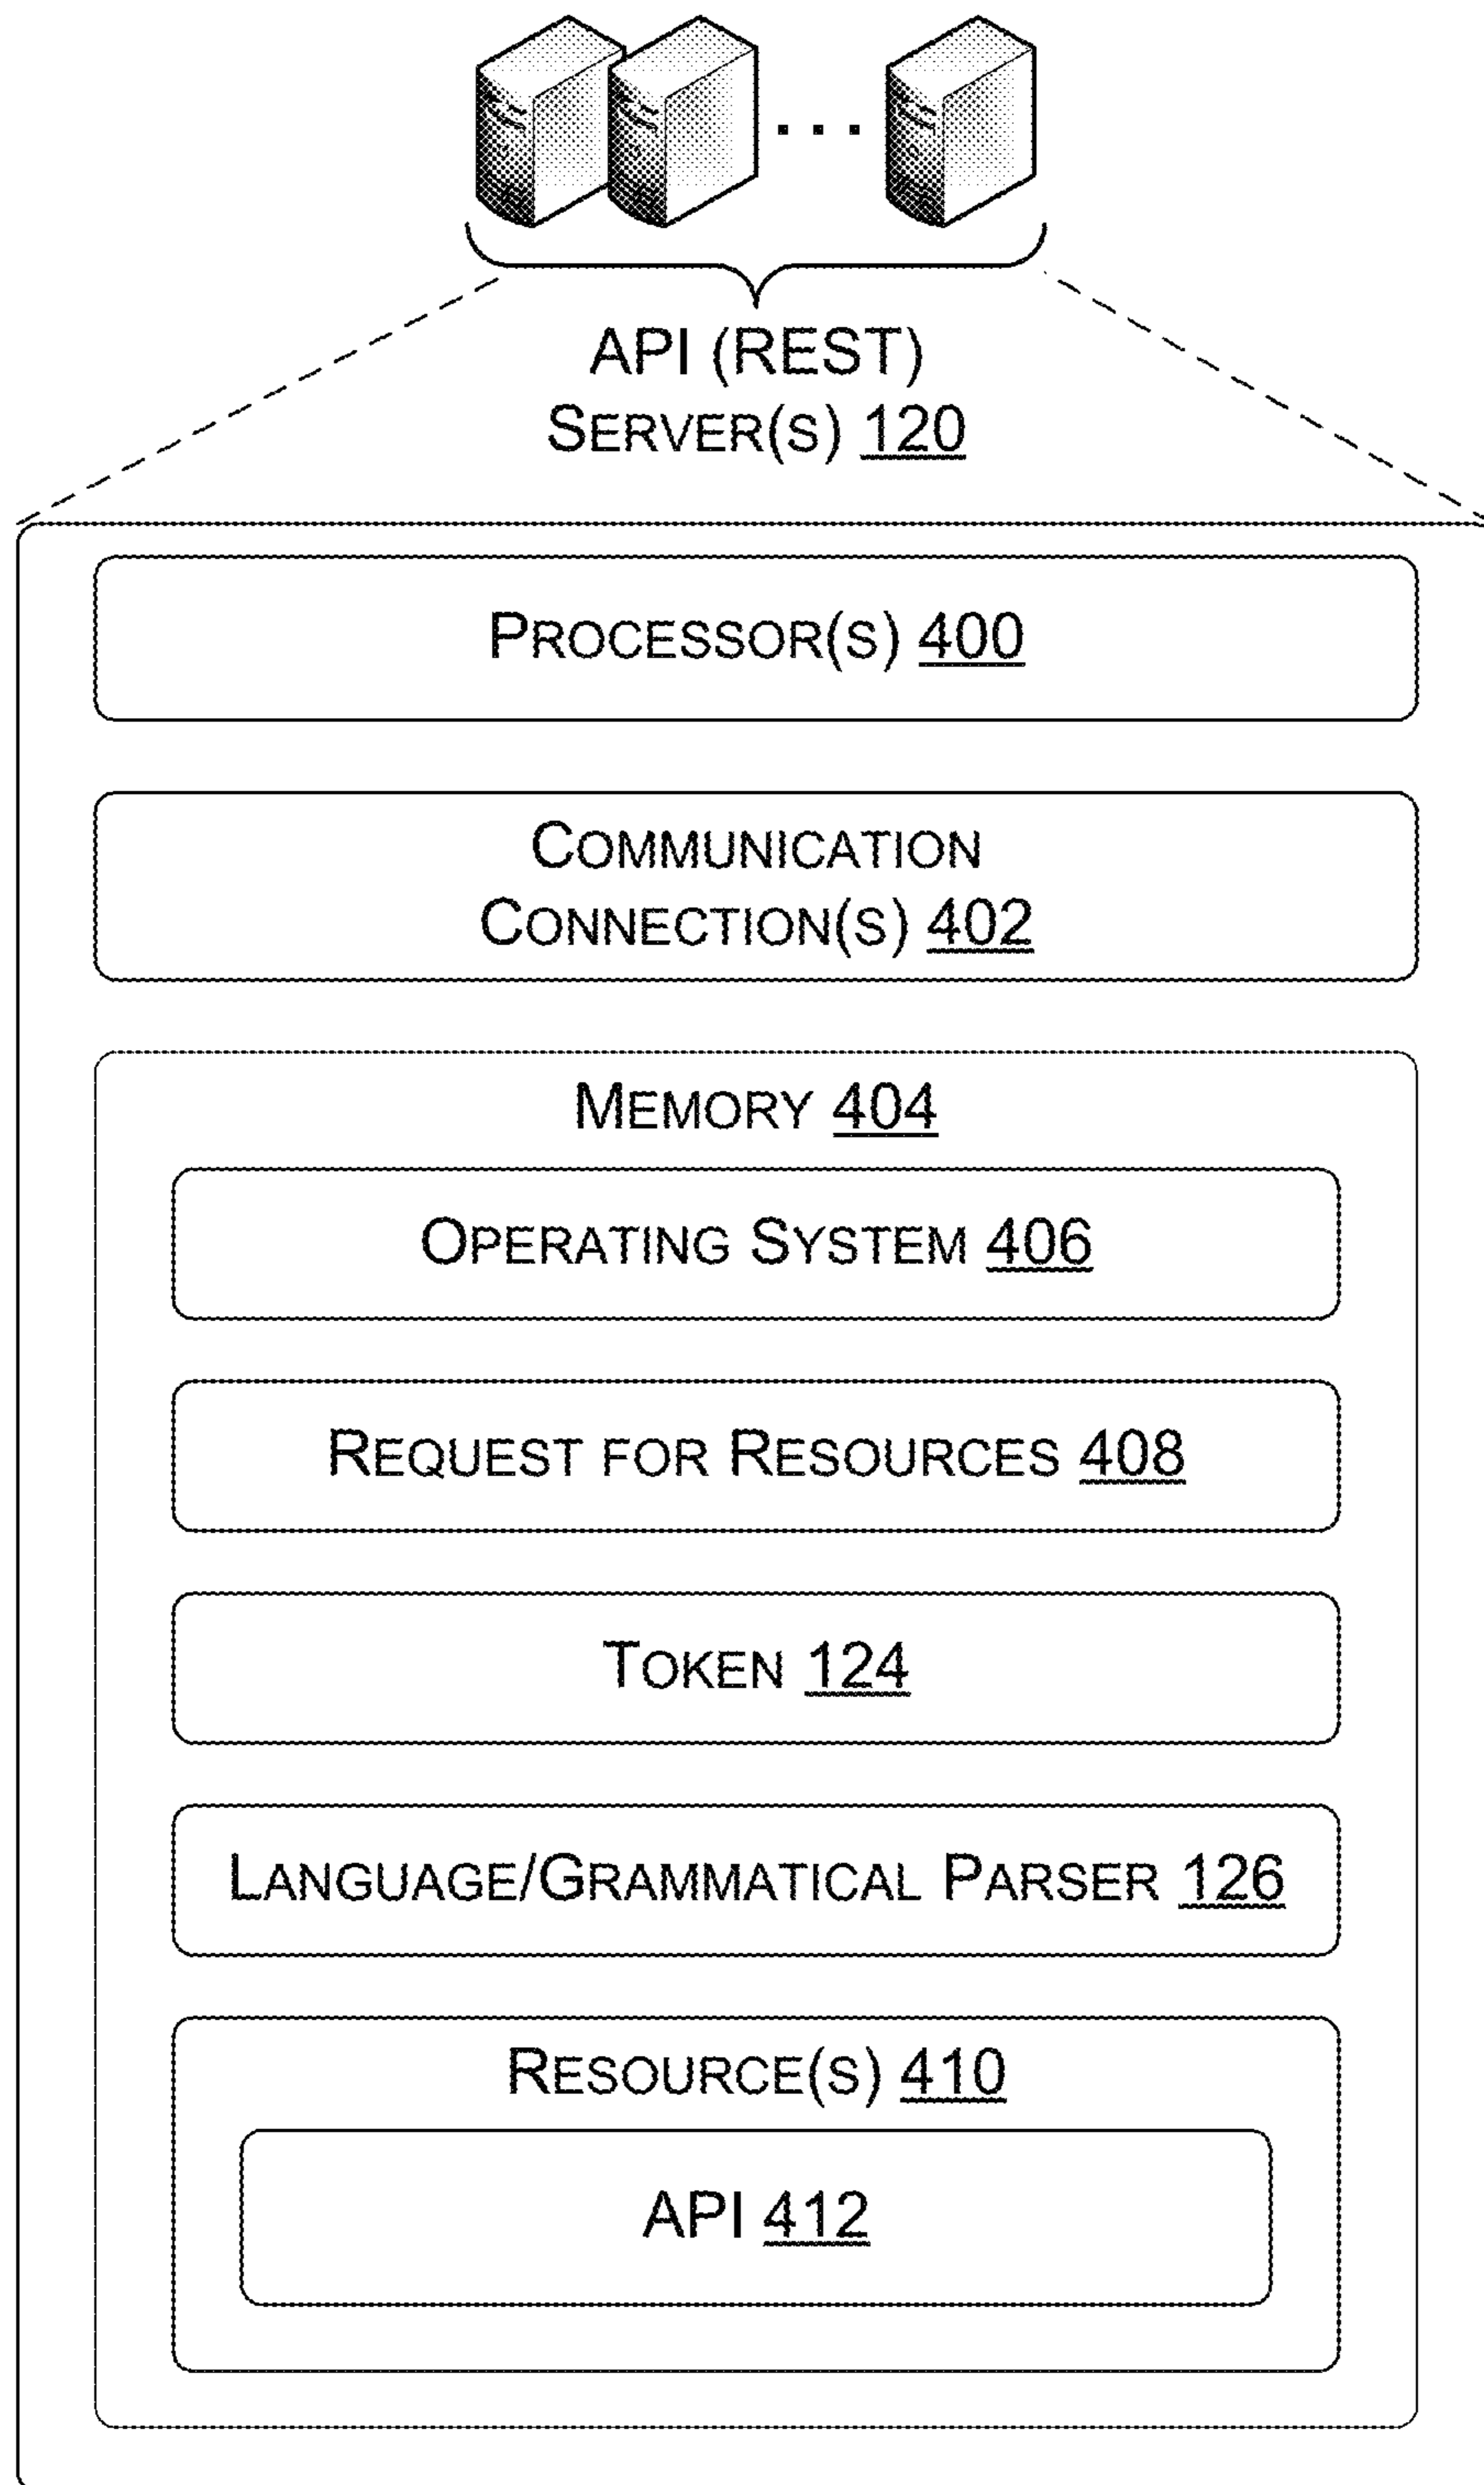 API (REST)
SERVER(S) 120
PROCESSOR(S) 400
COMMUNICATION
CONNECTION(S) 402
MEMORY 404
OPERATING SYSTEM 406
REQUEST FOR RESOURCES 408
TOKEN 124
LANGUAGE/GRAMMATICAL PARSER 126
RESOURCE(S) 410
API 412